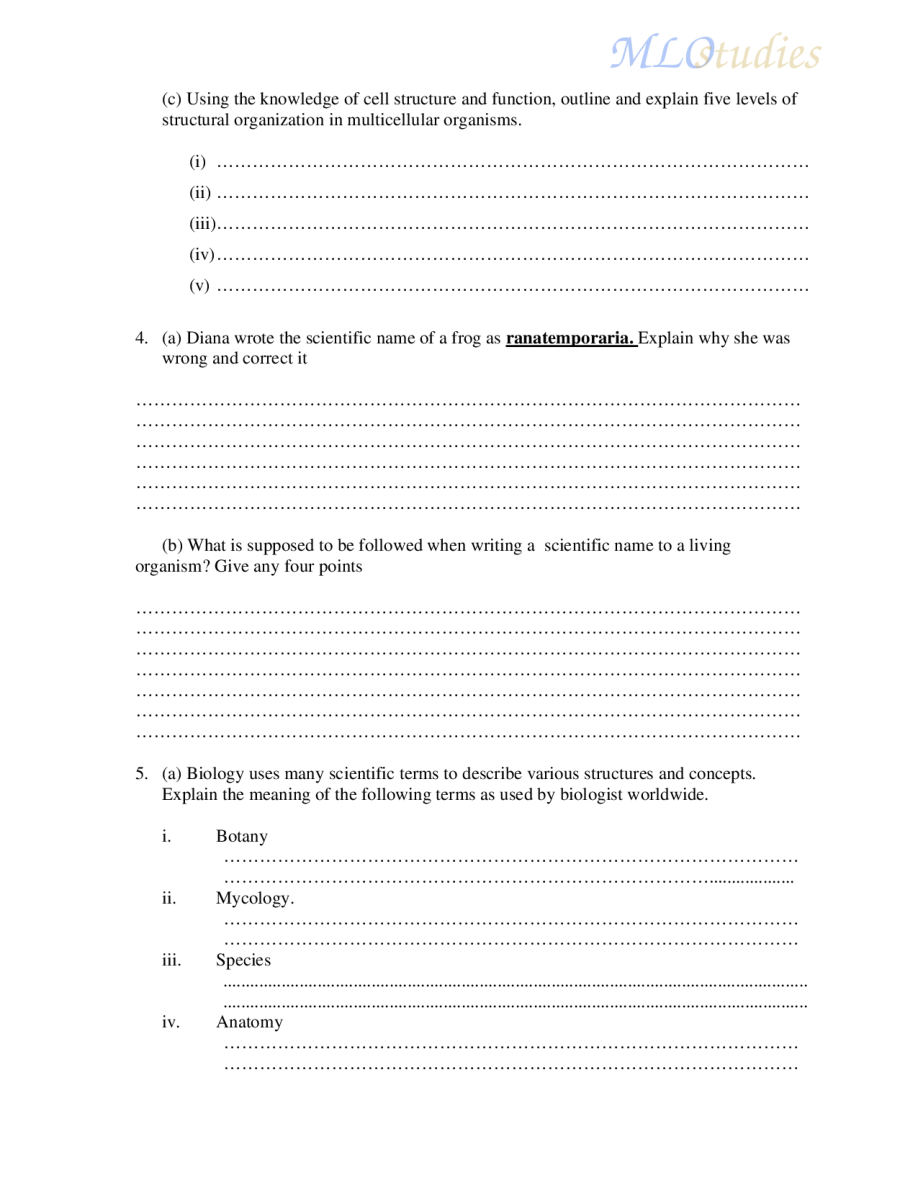 MLOstudies
(c) Using the knowledge of cell structure and function, outline and explain five levels of
structural organization in multicellular organisms.
(i) ………………………………………………………………………………………
(ii) ………………………………………………………………………………………
(iii)………………………………………………………………………………………
(iv)………………………………………………………………………………………
(v) ………………………………………………………………………………………
4. (a) Diana wrote the scientific name of a frog as ranatemporaria. Explain why she was
wrong and correct it
…………………………………………………………………………………………………
…………………………………………………………………………………………………
…………………………………………………………………………………………………
…………………………………………………………………………………………………
…………………………………………………………………………………………………
…………………………………………………………………………………………………
(b) What is supposed to be followed when writing a scientific name to a living
organism? Give any four points
…………………………………………………………………………………………………
…………………………………………………………………………………………………
…………………………………………………………………………………………………
…………………………………………………………………………………………………
…………………………………………………………………………………………………
…………………………………………………………………………………………………
…………………………………………………………………………………………………
5. (a) Biology uses many scientific terms to describe various structures and concepts.
Explain the meaning of the following terms as used by biologist worldwide.
i. Botany
……………………………………………………………………………………
………………………………………………………………………...................
ii. Mycology.
……………………………………………………………………………………
……………………………………………………………………………………
iii. Species
...................................................................................................................................
...................................................................................................................................
iv. Anatomy
……………………………………………………………………………………
……………………………………………………………………………………